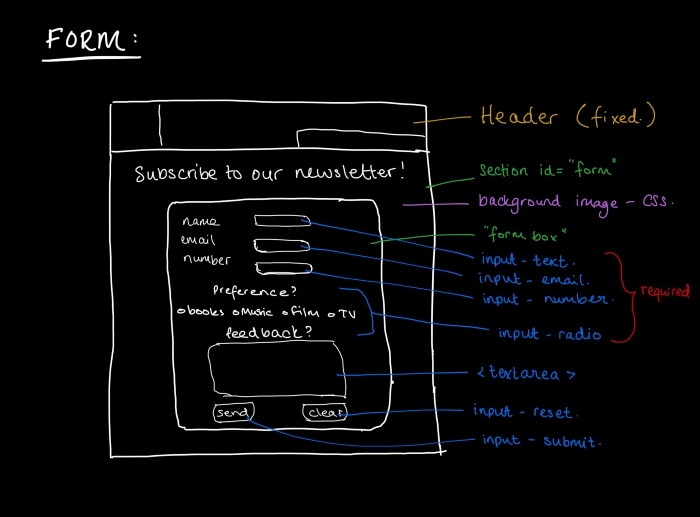 FORM:
Header (fixed.)
Subscribe to our newsletter!
section id="form"
background image - CSS.
name
email
number
"form box"
input - text.
input - email.
input - number.
required
Preference?
books music film TV
input - radio
feedback?
<textarea>
send clear
input - reset.
input - submit.